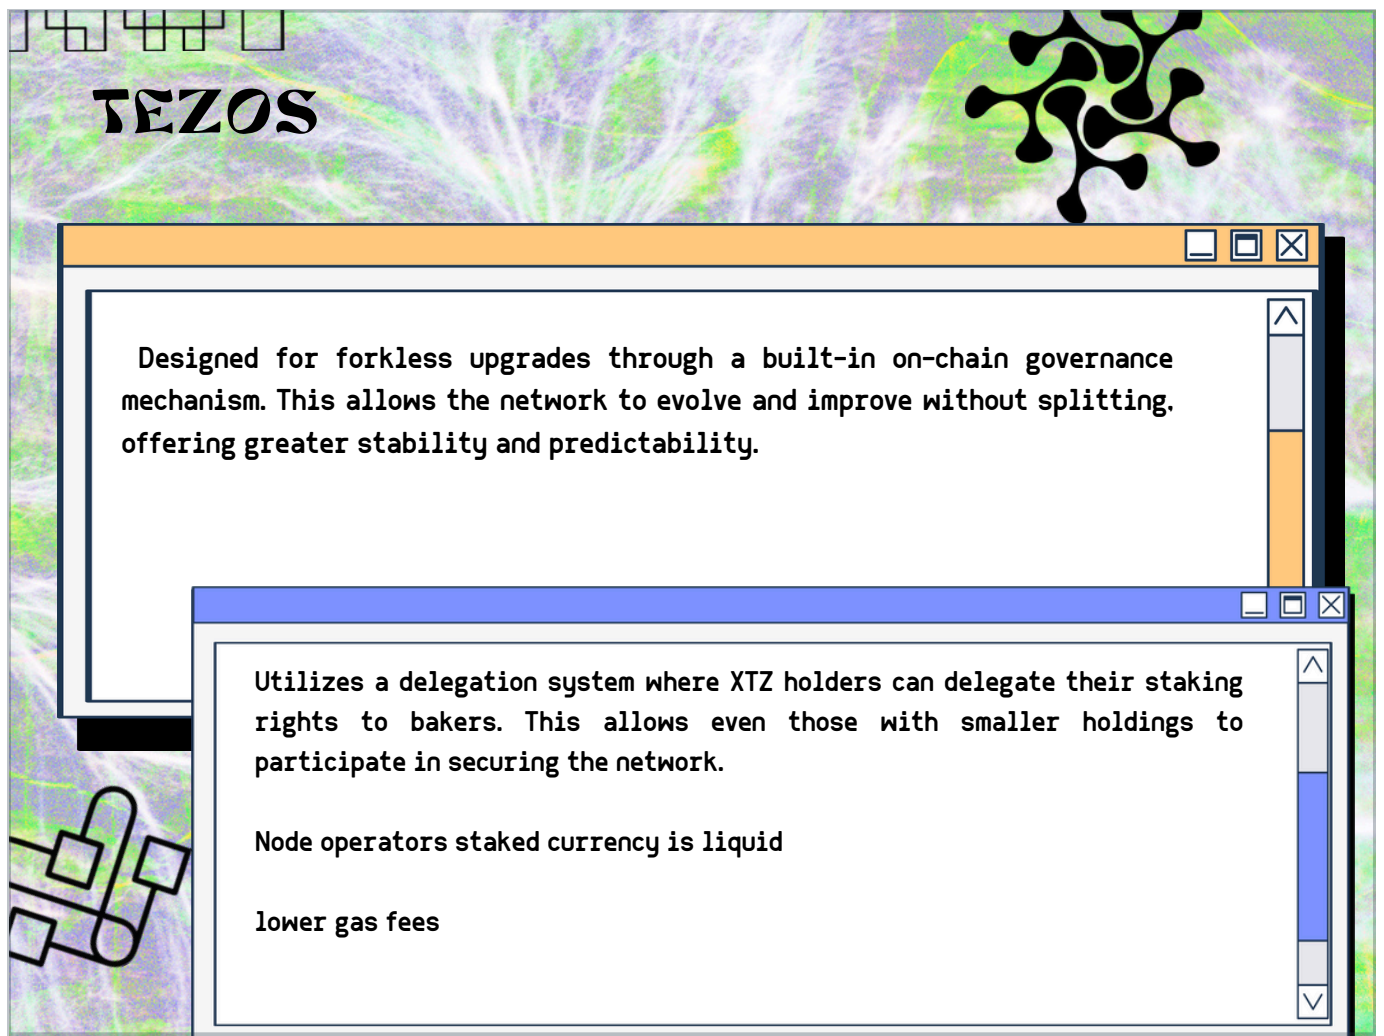 TEZOS
Designed for forkless upgrades through a built-in on-chain governance
mechanism. This allows the network to evolve and improve without splitting,
offering greater stability and predictability.
Utilizes a delegation system where XTZ holders can delegate their staking
rights to bakers. This allows even those with smaller holdings to
participate in securing the network.
Node operators staked currency is liquid
lower gas fees